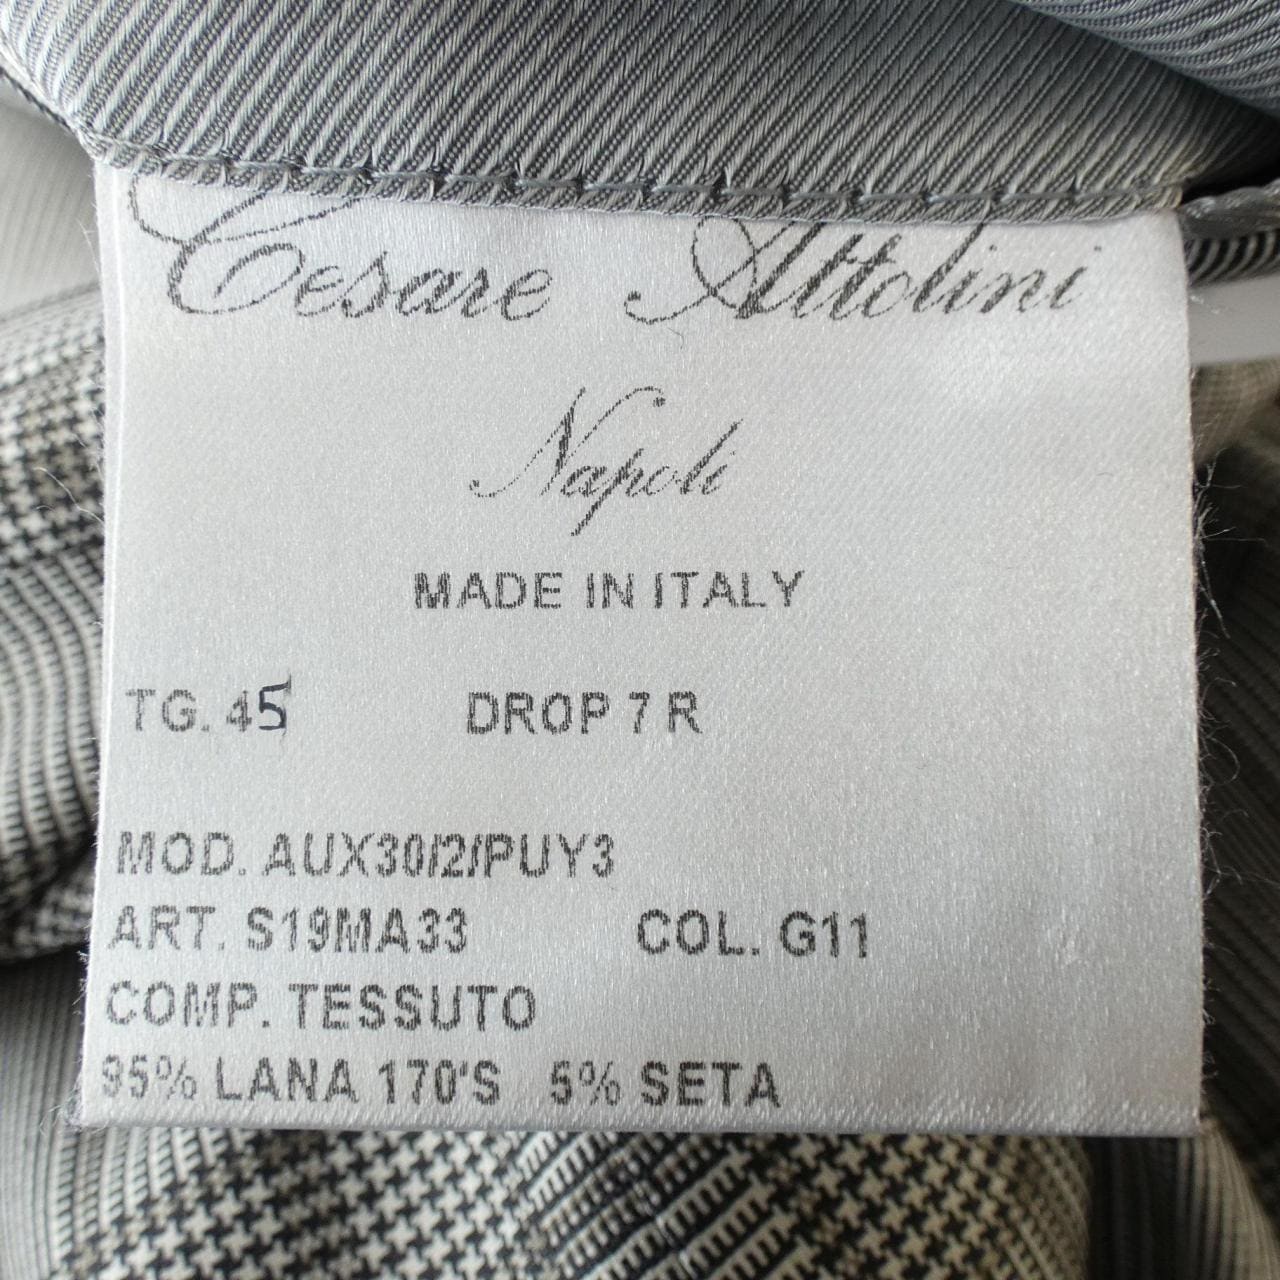 Cesare Attolini
Napoli
MADE IN ITALY
TG. 45 DROP 7 R
MOD. AUX30/2/PUY3
ART. S19MA33 COL. G11
COMP. TESSUTO
95% LANA 170'S 5% SETA